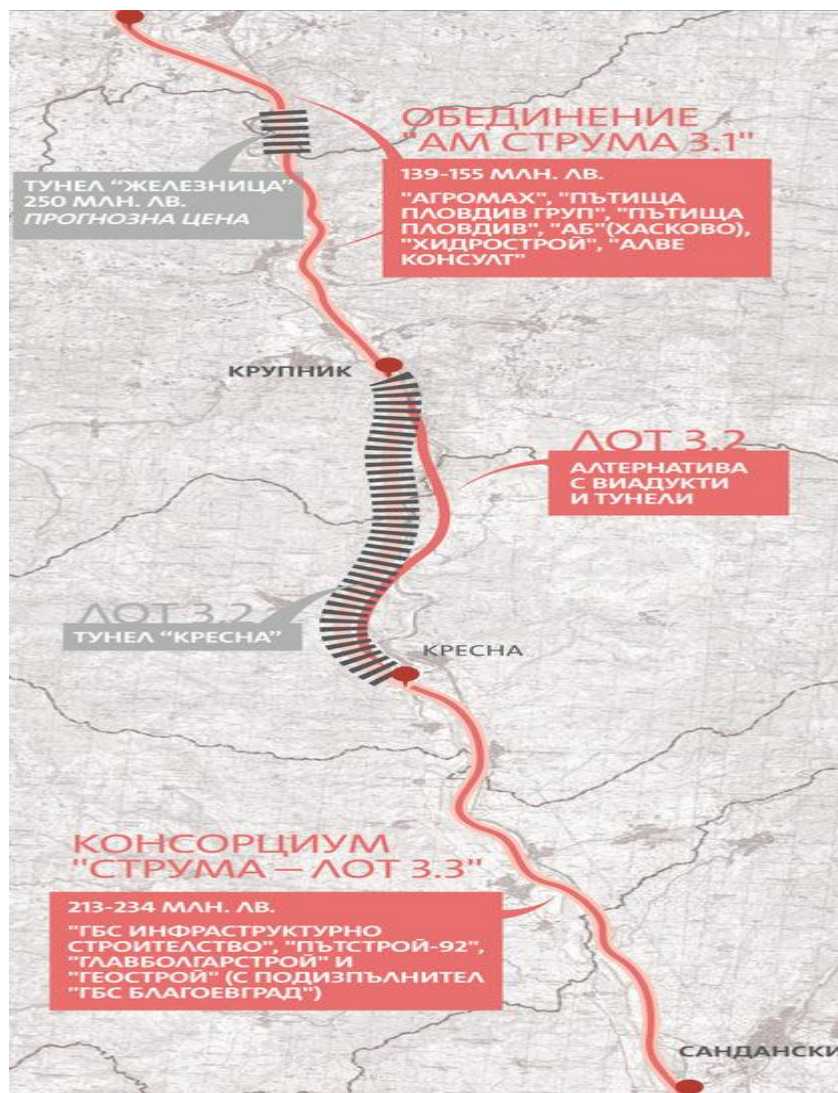 ОБЕДИНЕНИЕ
"АМ СТРУМА 3.1"
139-155 МЛН. ЛВ.
"АГРОМАХ", "ПЪТИЩА
ПЛОВДИВ ГРУП", "ПЪТИЩА
ПЛОВДИВ", "АБ"(ХАСКОВО),
"ХИДРОСТРОЙ", "АЛВЕ
КОНСУЛТ"
ТУНЕЛ "ЖЕЛЕЗНИЦА"
250 МЛН. ЛВ.
ПРОГНОЗНА ЦЕНА
КРУПНИК
ЛОТ 3.2
АЛТЕРНАТИВА
С ВИАДУКТИ
И ТУНЕЛИ
ЛОТ 3.2
ТУНЕЛ "КРЕСНА"
КРЕСНА
КОНСОРЦИУМ
"СТРУМА – ЛОТ 3.3"
213-234 МЛН. ЛВ.
"ГБС ИНФРАСТРУКТУРНО
СТРОИТЕЛСТВО", "ПЪТСТРОЙ-92",
"ГЛАВБОЛГАРСТРОЙ" И
"ГЕОСТРОЙ" (С ПОДИЗПЪЛНИТЕЛ
"ГБС БЛАГОЕВГРАД")
САНДАНСКИ